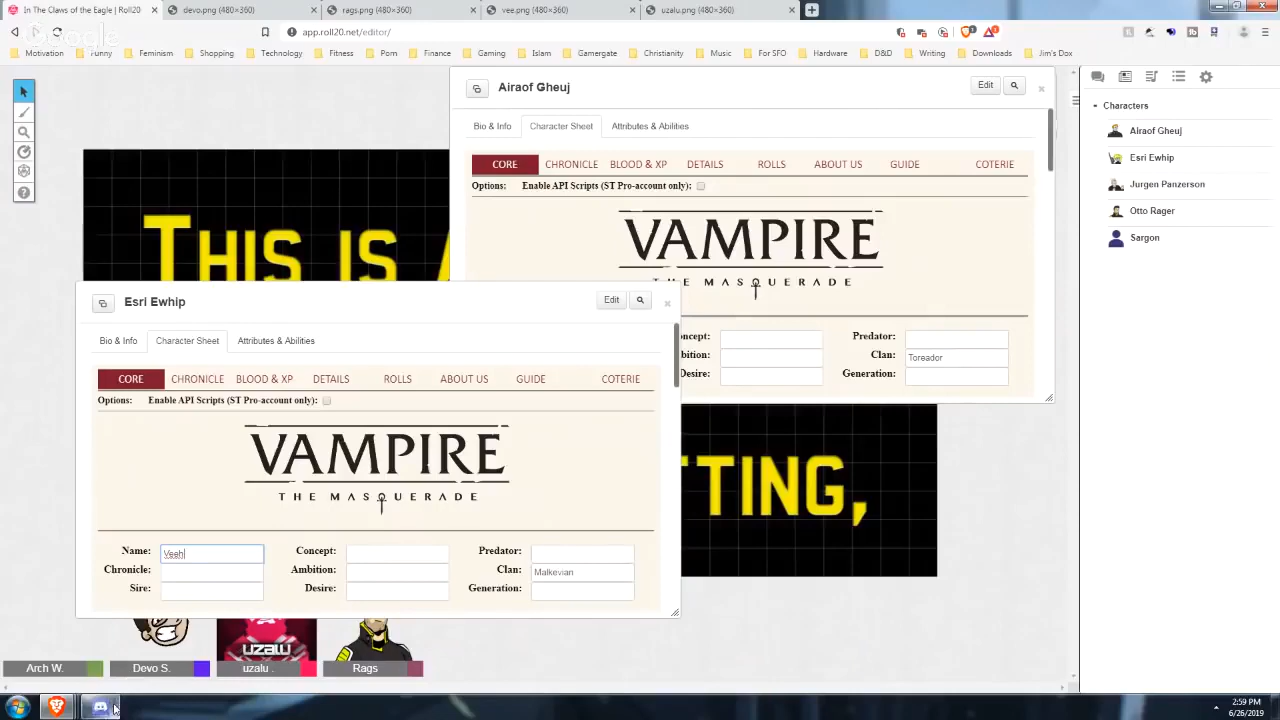 In The Claws of the Eagle | Roll20
devo.png (480×360)
rags.png (480×360)
vee.png (480×360)
uzalu.png (480×360)
app.roll20.net/editor/
Motivation
Funny
Feminism
Shopping
Technology
Fitness
Porn
Finance
Gaming
Islam
Gamergate
Christianity
Music
For SFO
Hardware
D&D
Writing
Downloads
Jim's Dox
Airaof Gheuj
Edit
Bio & Info
Character Sheet
Attributes & Abilities
CORE
CHRONICLE
BLOOD & XP
DETAILS
ROLLS
ABOUT US
GUIDE
COTERIE
Options: Enable API Scripts (ST Pro-account only):
VAMPIRE
THE MASQUERADE
Predator:
Clan: Toreador
Desire:
Generation:
Characters
Airaof Gheuj
Esri Ewhip
Jurgen Panzerson
Otto Rager
Sargon
THIS IS
TTING,
Esri Ewhip
Edit
Bio & Info
Character Sheet
Attributes & Abilities
CORE
CHRONICLE
BLOOD & XP
DETAILS
ROLLS
ABOUT US
GUIDE
COTERIE
Options: Enable API Scripts (ST Pro-account only):
VAMPIRE
THE MASQUERADE
Name: Veeh
Concept:
Predator:
Chronicle:
Ambition:
Clan: Malkevian
Sire:
Desire:
Generation:
uzalu
Arch W.
Devo S.
uzalu .
Rags
2:59 PM
6/26/2019